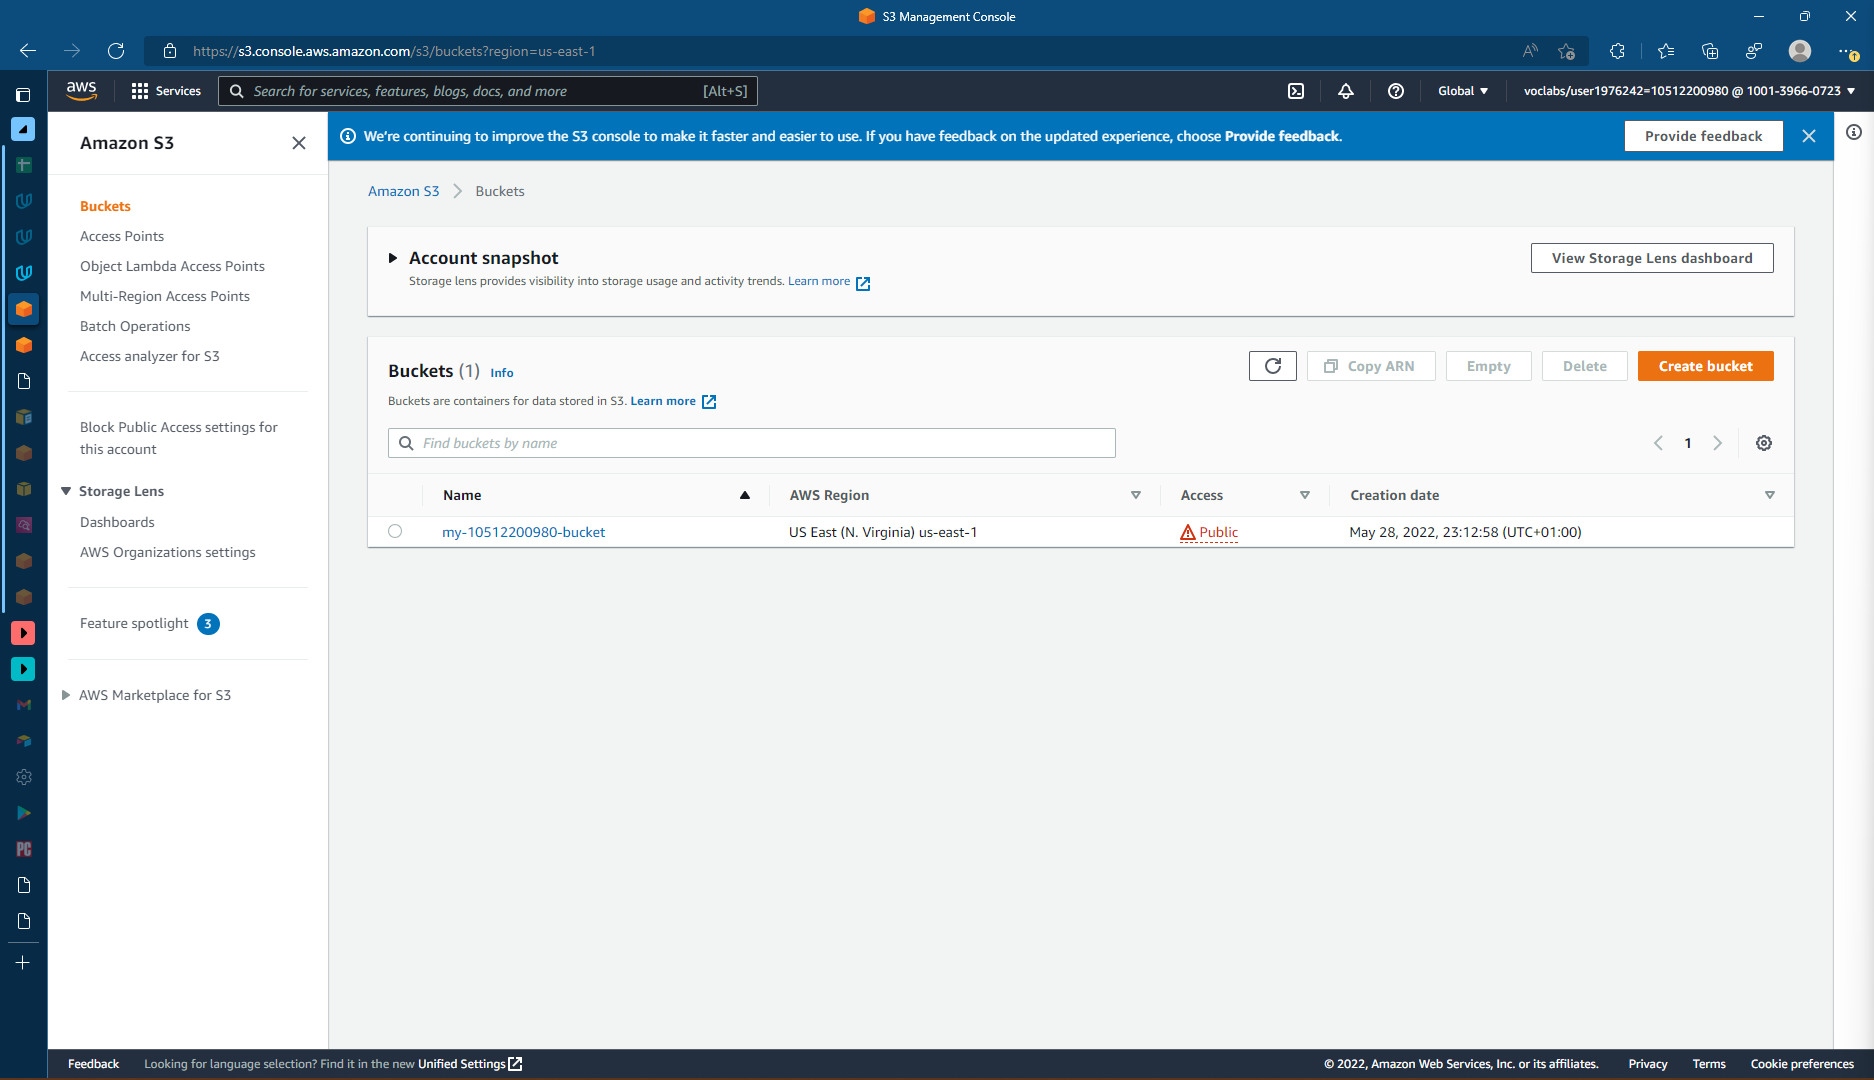 S3 Management Console
https://s3.console.aws.amazon.com/s3/buckets?region=us-east-1
aws
Services
Search for services, features, blogs, docs, and more
[Alt+S]
Global
voclabs/user1976242=10512200980 @ 1001-3966-0723
Amazon S3
Buckets
Access Points
Object Lambda Access Points
Multi-Region Access Points
Batch Operations
Access analyzer for S3
Block Public Access settings for
this account
Storage Lens
Dashboards
AWS Organizations settings
Feature spotlight 3
AWS Marketplace for S3
We're continuing to improve the S3 console to make it faster and easier to use. If you have feedback on the updated experience, choose Provide feedback.
Provide feedback
Amazon S3 > Buckets
Account snapshot
Storage lens provides visibility into storage usage and activity trends. Learn more
View Storage Lens dashboard
Buckets (1) Info
Buckets are containers for data stored in S3. Learn more
Copy ARN
Empty
Delete
Create bucket
Find buckets by name
1
Name AWS Region Access Creation date
my-10512200980-bucket US East (N. Virginia) us-east-1 Public May 28, 2022, 23:12:58 (UTC+01:00)
PC
Feedback
Looking for language selection? Find it in the new Unified Settings
© 2022, Amazon Web Services, Inc. or its affiliates.
Privacy
Terms
Cookie preferences